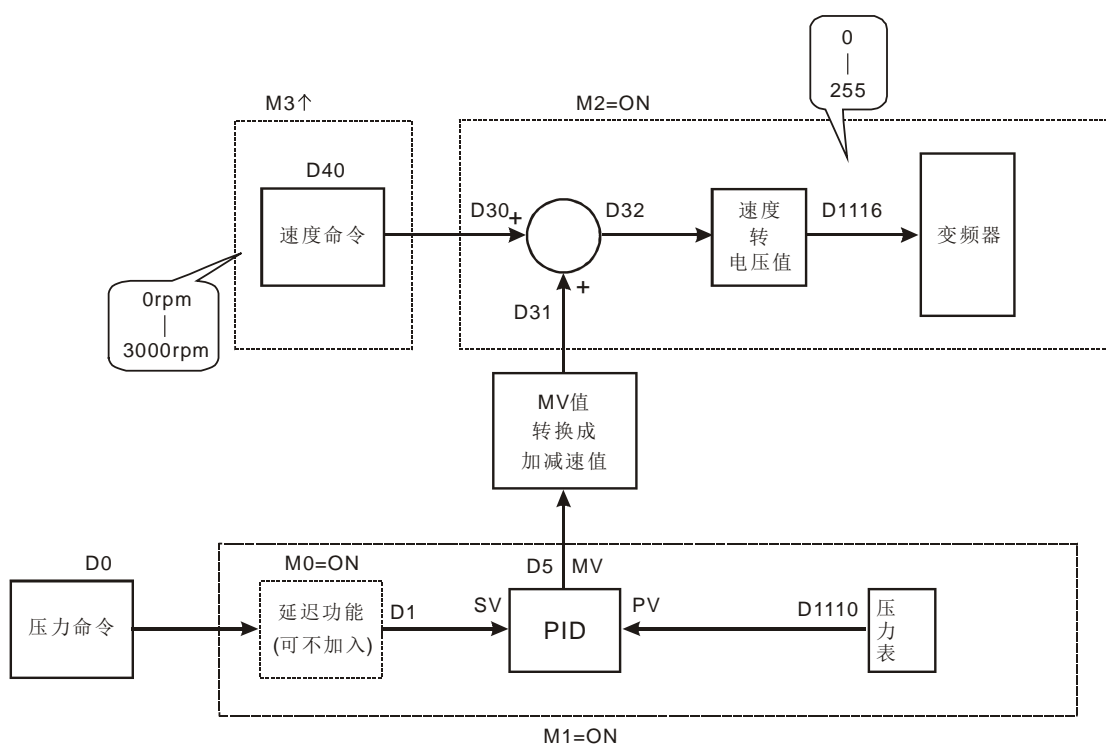 0
|
255
M3↑
M2=ON
D40
速度命令
D30
+
D32
速度
转
电压值
D1116
变频器
0rpm
|
3000rpm
D31
+
MV值
转换成
加减速值
D0
压力命令
M0=ON
延迟功能
(可不加入)
D1
SV
D5
MV
PID
PV
D1110
压
力
表
M1=ON